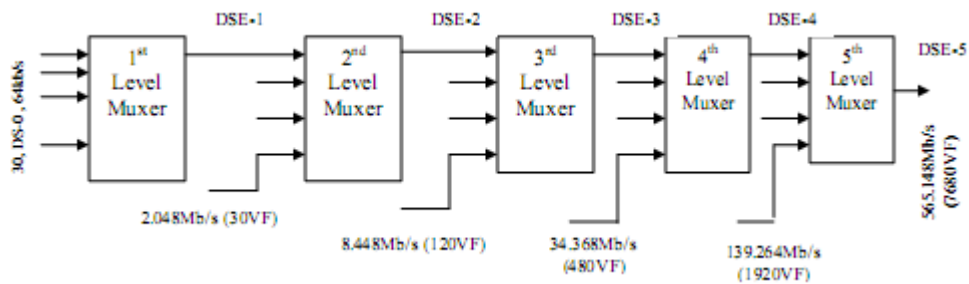 DSE-1
DSE-2
DSE-3
DSE-4
DSE-5
30, DS-0, 64kb/s
1st
Level
Muxer
2nd
Level
Muxer
3rd
Level
Muxer
4th
Level
Muxer
5th
Level
Muxer
2.048Mb/s (30VF)
8.448Mb/s (120VF)
34.368Mb/s
(480VF)
139.264Mb/s
(1920VF)
565.148Mb/s
(7680VF)